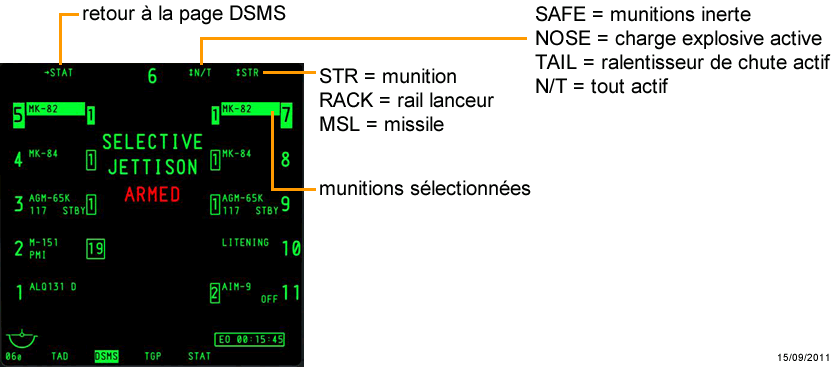 retour à la page DSMS
SAFE = munitions inerte
NOSE = charge explosive active
TAIL = ralentisseur de chute actif
N/T = tout actif
STR = munition
RACK = rail lanceur
MSL = missile
munitions sélectionnées
→STAT
6
↕N/T
↕STR
5 MK-82 1
1 MK-82 7
SELECTIVE
JETTISON
ARMED
4 MK-84 1
1 MK-84 8
3 AGM-65K
117 STBY 1
1 AGM-65K 9
117 STBY
2 M-151
PMI 19
LITENING 10
1 ALQ131 D
2 AIM-9
OFF 11
EO 00:15:45
06a TAD DSMS TGP STAT
15/09/2011